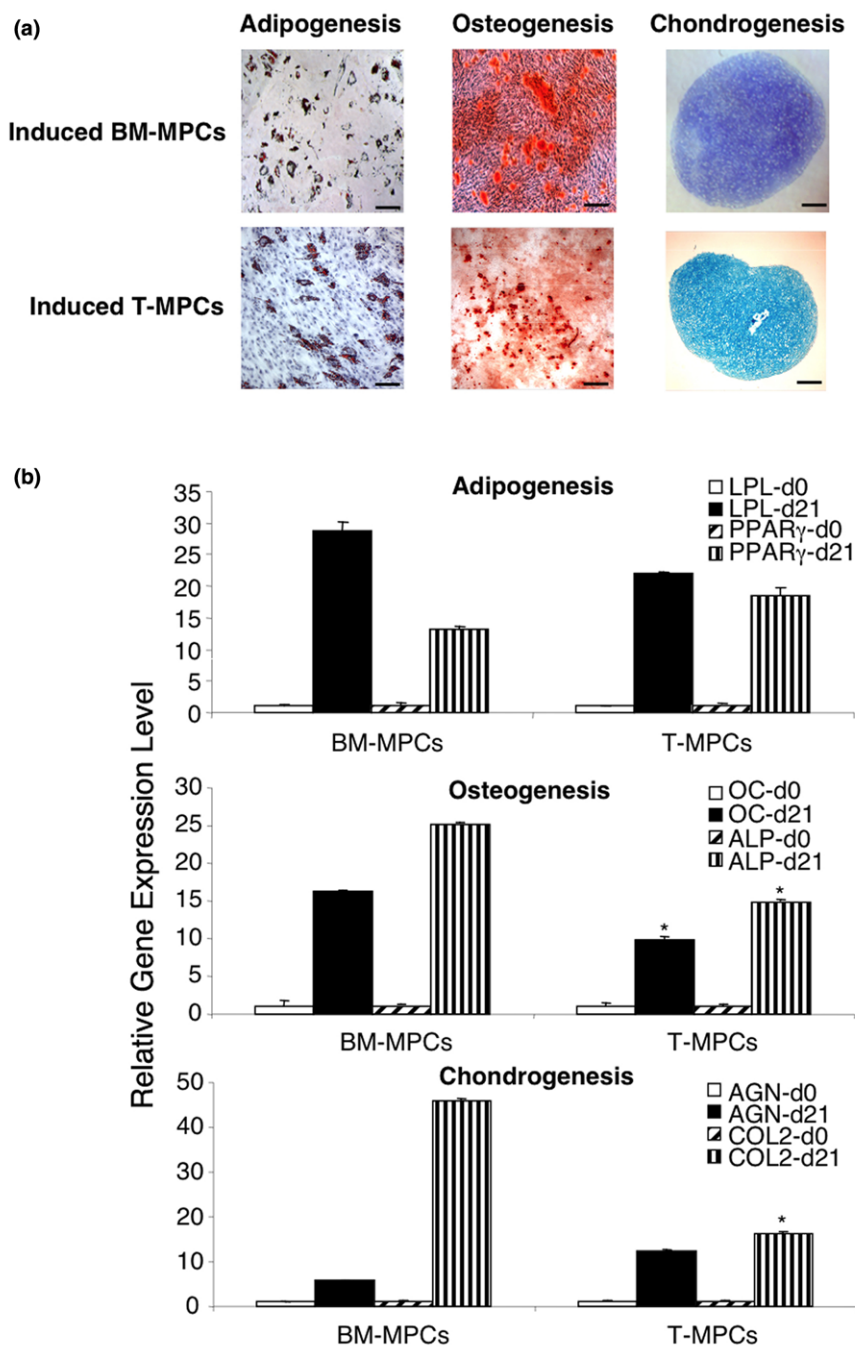 (a)
Adipogenesis Osteogenesis Chondrogenesis
Induced BM-MPCs
Induced T-MPCs
(b)
Relative Gene Expression Level
Adipogenesis
LPL-d0
LPL-d21
PPARγ-d0
PPARγ-d21
35
30
25
20
15
10
5
0
BM-MPCs T-MPCs
Osteogenesis
OC-d0
OC-d21
ALP-d0
ALP-d21
30
25
20
15
10
5
0
* *
BM-MPCs T-MPCs
Chondrogenesis
AGN-d0
AGN-d21
COL2-d0
COL2-d21
50
40
30
20
10
0
*
BM-MPCs T-MPCs